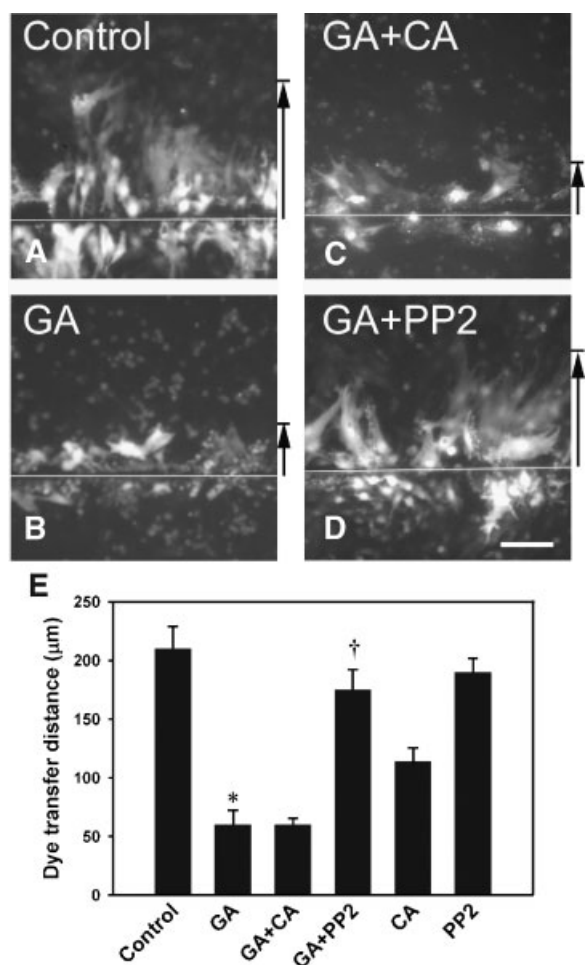 Control
A
GA+CA
C
GA
B
GA+PP2
D
E
Dye transfer distance (μm)
250
200
150
100
50
0
*
†
Control
GA
GA+CA
GA+PP2
CA
PP2